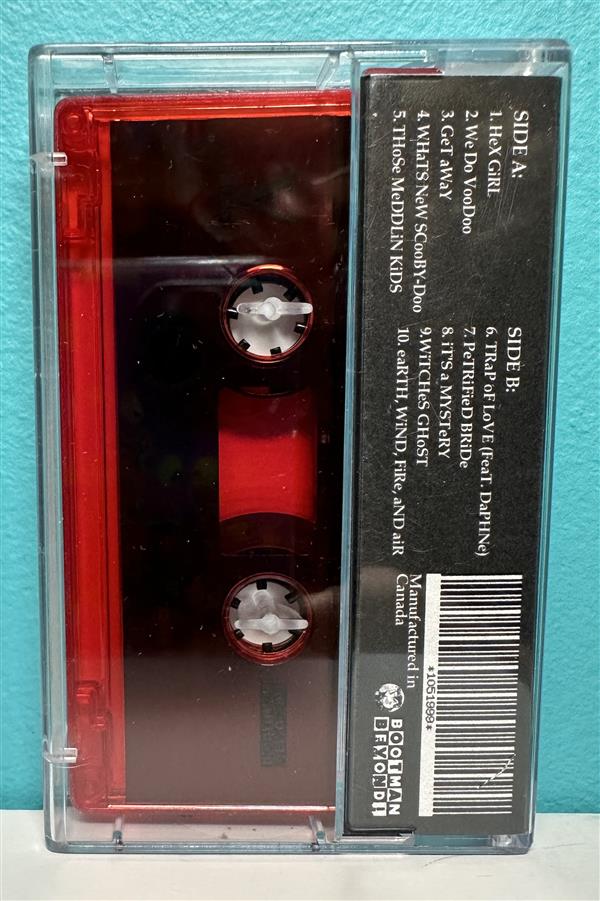 SIDE A:
1. HeX GiRL
2. We Do VooDoo
3. GeT aWaY
4. WHaTS NeW SCooBY-Doo
5. THoSe MeDDLiN KiDS
SIDE B:
6. TRaP oF LoVE (FeaT. DaPHNe)
7. PeTRiFieD BRiDe
8. iT'S a MYSTeRY
9.WiTCHeS GHoST
10. eaRTH, WiND, FiRe, aND aiR
Manufactured in
Canada
*1051999*
BOOTMAN
BEYOND!